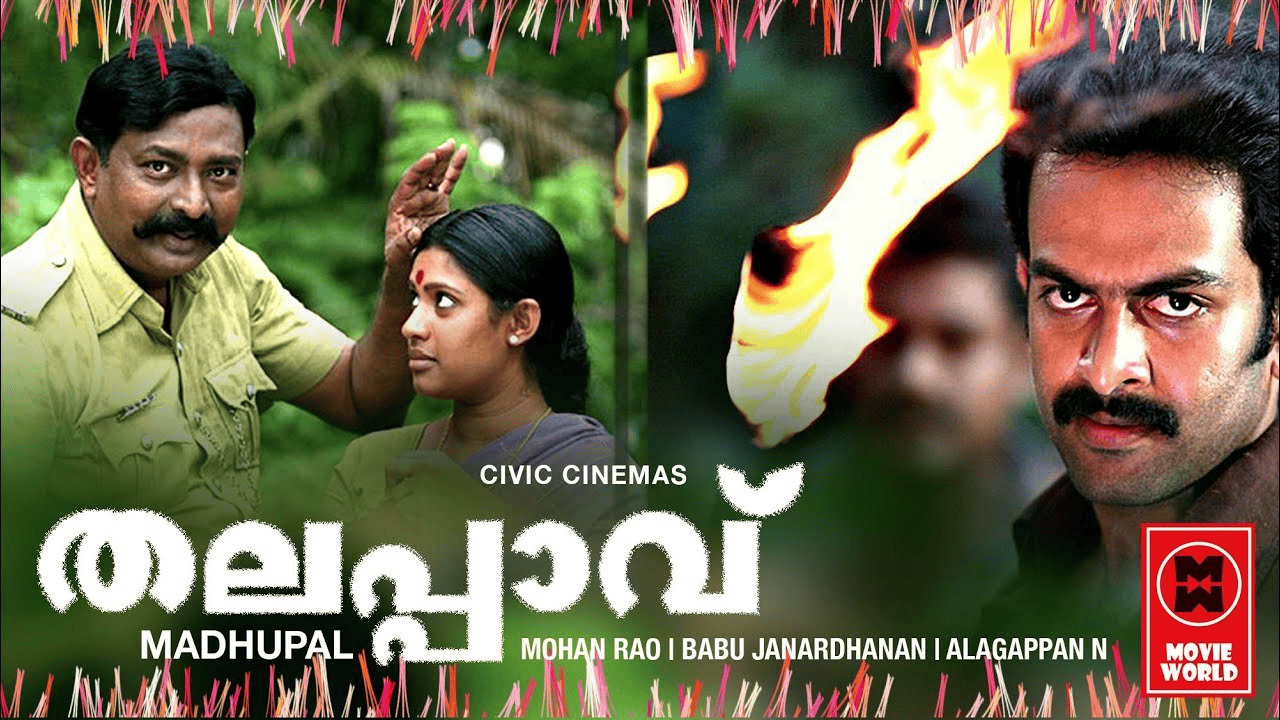 CIVIC CINEMAS
തലപ്പാവ്
MADHUPAL
MOHAN RAO | BABU JANARDHANAN | ALAGAPPAN N
MOVIE
WORLD